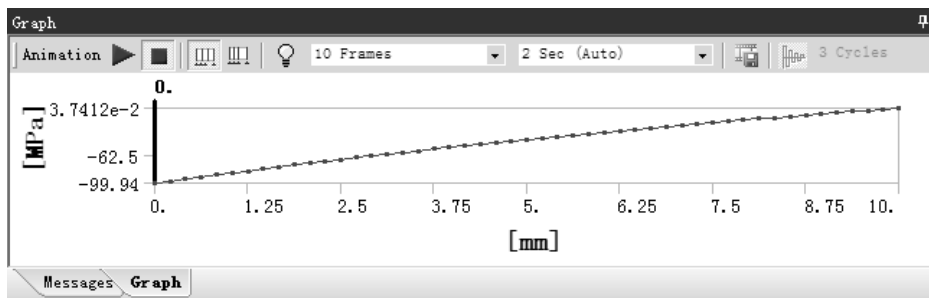 Graph
Animation 10 Frames 2 Sec (Auto) 3 Cycles
0.
3.7412e-2
[MPa]
-62.5
-99.94
0. 1.25 2.5 3.75 5. 6.25 7.5 8.75 10.
[mm]
Messages Graph